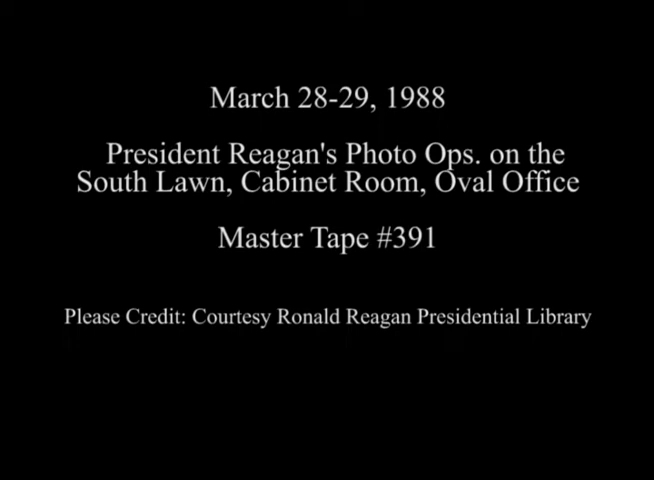 March 28-29, 1988
President Reagan's Photo Ops. on the
South Lawn, Cabinet Room, Oval Office
Master Tape #391
Please Credit: Courtesy Ronald Reagan Presidential Library